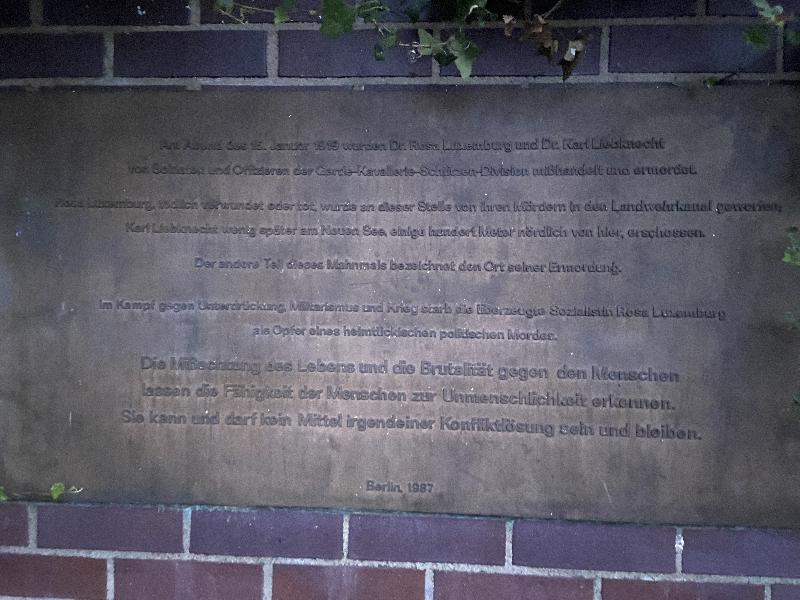 Am Abend des 15. Januar 1919 wurden Dr. Rosa Luxemburg und Dr. Karl Liebknecht
von Soldaten und Offizieren der Garde-Kavallerie-Schützen-Division mißhandelt und ermordet.
Rosa Luxemburg, tödlich verwundet oder tot, wurde an dieser Stelle von ihren Mördern in den Landwehrkanal geworfen;
Karl Liebknecht wenig später am Neuen See, einige hundert Meter nördlich von hier, erschossen.
Der andere Teil dieses Mahnmals bezeichnet den Ort seiner Ermordung.
Im Kampf gegen Unterdrückung, Militarismus und Krieg starb die überzeugte Sozialistin Rosa Luxemburg
als Opfer eines heimtückischen politischen Mordes.
Die Mißachtung des Lebens und die Brutalität gegen den Menschen
lassen die Fähigkeit der Menschen zur Unmenschlichkeit erkennen.
Sie kann und darf kein Mittel irgendeiner Konfliktlösung sein und bleiben.
Berlin, 1987